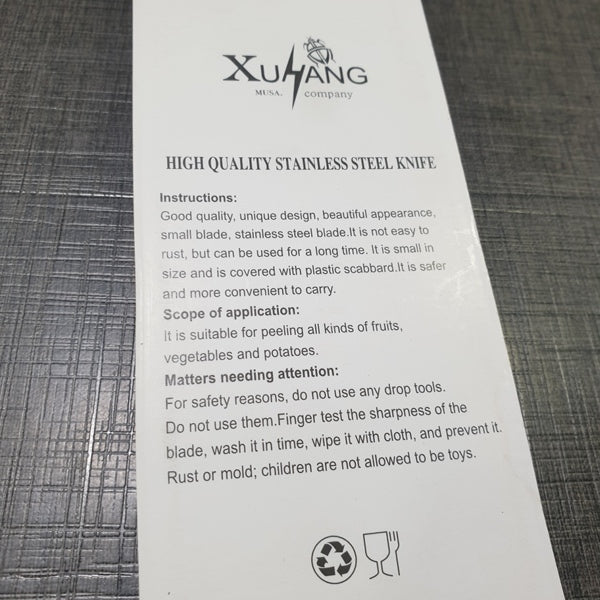 XUHANG
MUSA. company
HIGH QUALITY STAINLESS STEEL KNIFE
Instructions:
Good quality, unique design, beautiful appearance,
small blade, stainless steel blade.It is not easy to
rust, but can be used for a long time. It is small in
size and is covered with plastic scabbard.It is safer
and more convenient to carry.
Scope of application:
It is suitable for peeling all kinds of fruits,
vegetables and potatoes.
Matters needing attention:
For safety reasons, do not use any drop tools.
Do not use them.Finger test the sharpness of the
blade, wash it in time, wipe it with cloth, and prevent it.
Rust or mold; children are not allowed to be toys.